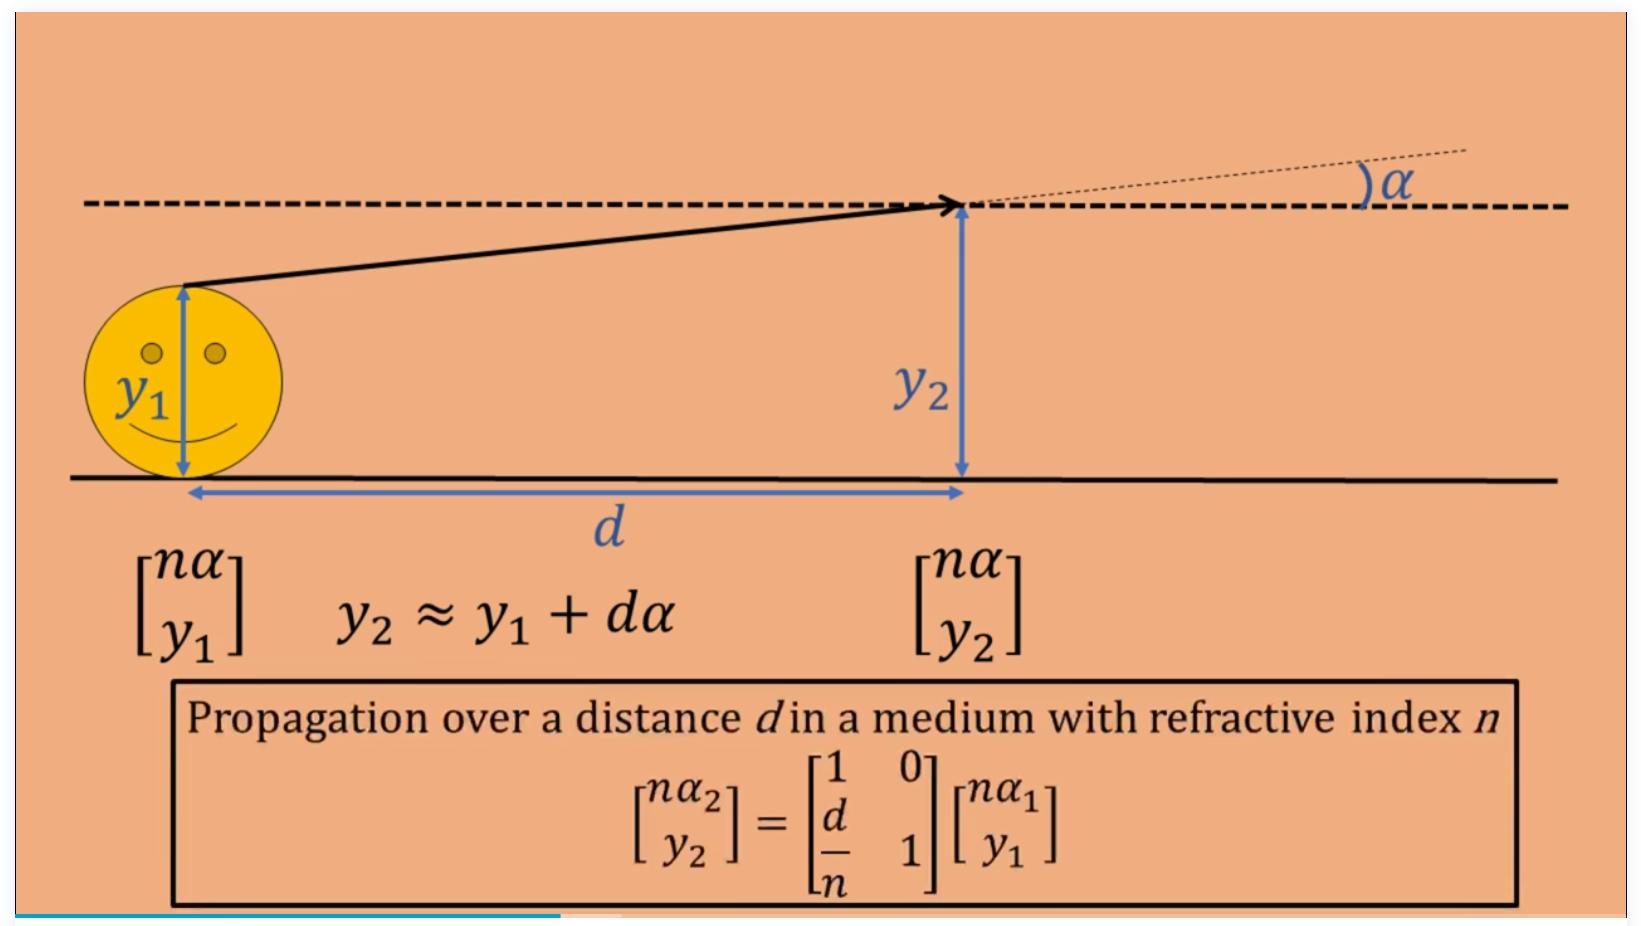 α
y₁
y₂
d
[nα y₁] y₂ ≈ y₁ + dα [nα y₂]
Propagation over a distance d in a medium with refractive index n
[nα₂ y₂] = [1 0 d/n 1] [nα₁ y₁]